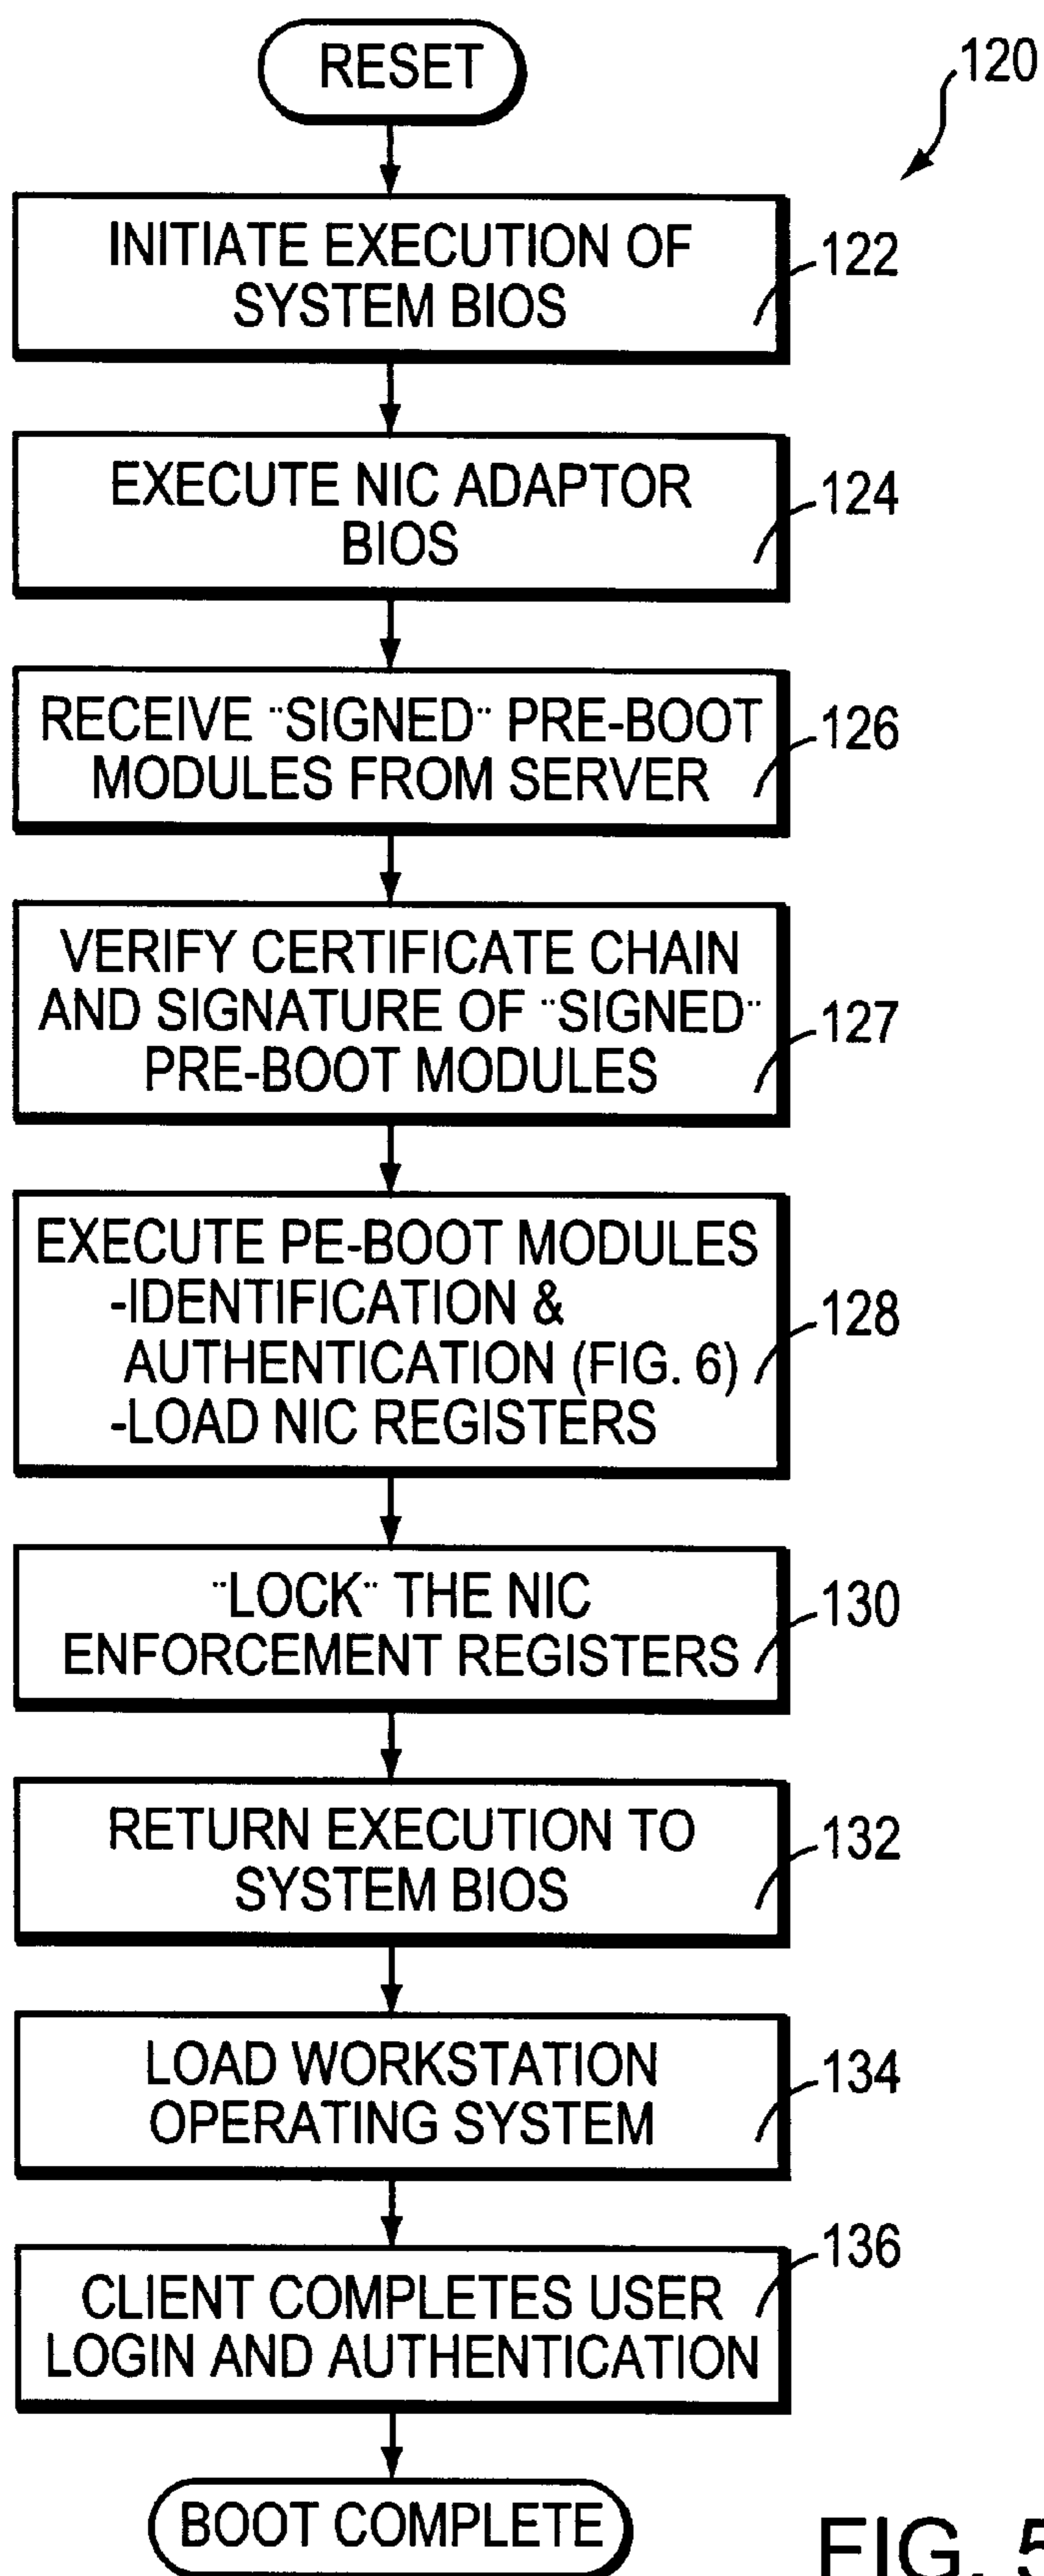 RESET
120
INITIATE EXECUTION OF
SYSTEM BIOS
122
EXECUTE NIC ADAPTOR
BIOS
124
RECEIVE "SIGNED" PRE-BOOT
MODULES FROM SERVER
126
VERIFY CERTIFICATE CHAIN
AND SIGNATURE OF "SIGNED"
PRE-BOOT MODULES
127
EXECUTE PE-BOOT MODULES
-IDENTIFICATION &
AUTHENTICATION (FIG. 6)
-LOAD NIC REGISTERS
128
"LOCK" THE NIC
ENFORCEMENT REGISTERS
130
RETURN EXECUTION TO
SYSTEM BIOS
132
LOAD WORKSTATION
OPERATING SYSTEM
134
CLIENT COMPLETES USER
LOGIN AND AUTHENTICATION
136
BOOT COMPLETE
FIG. 5